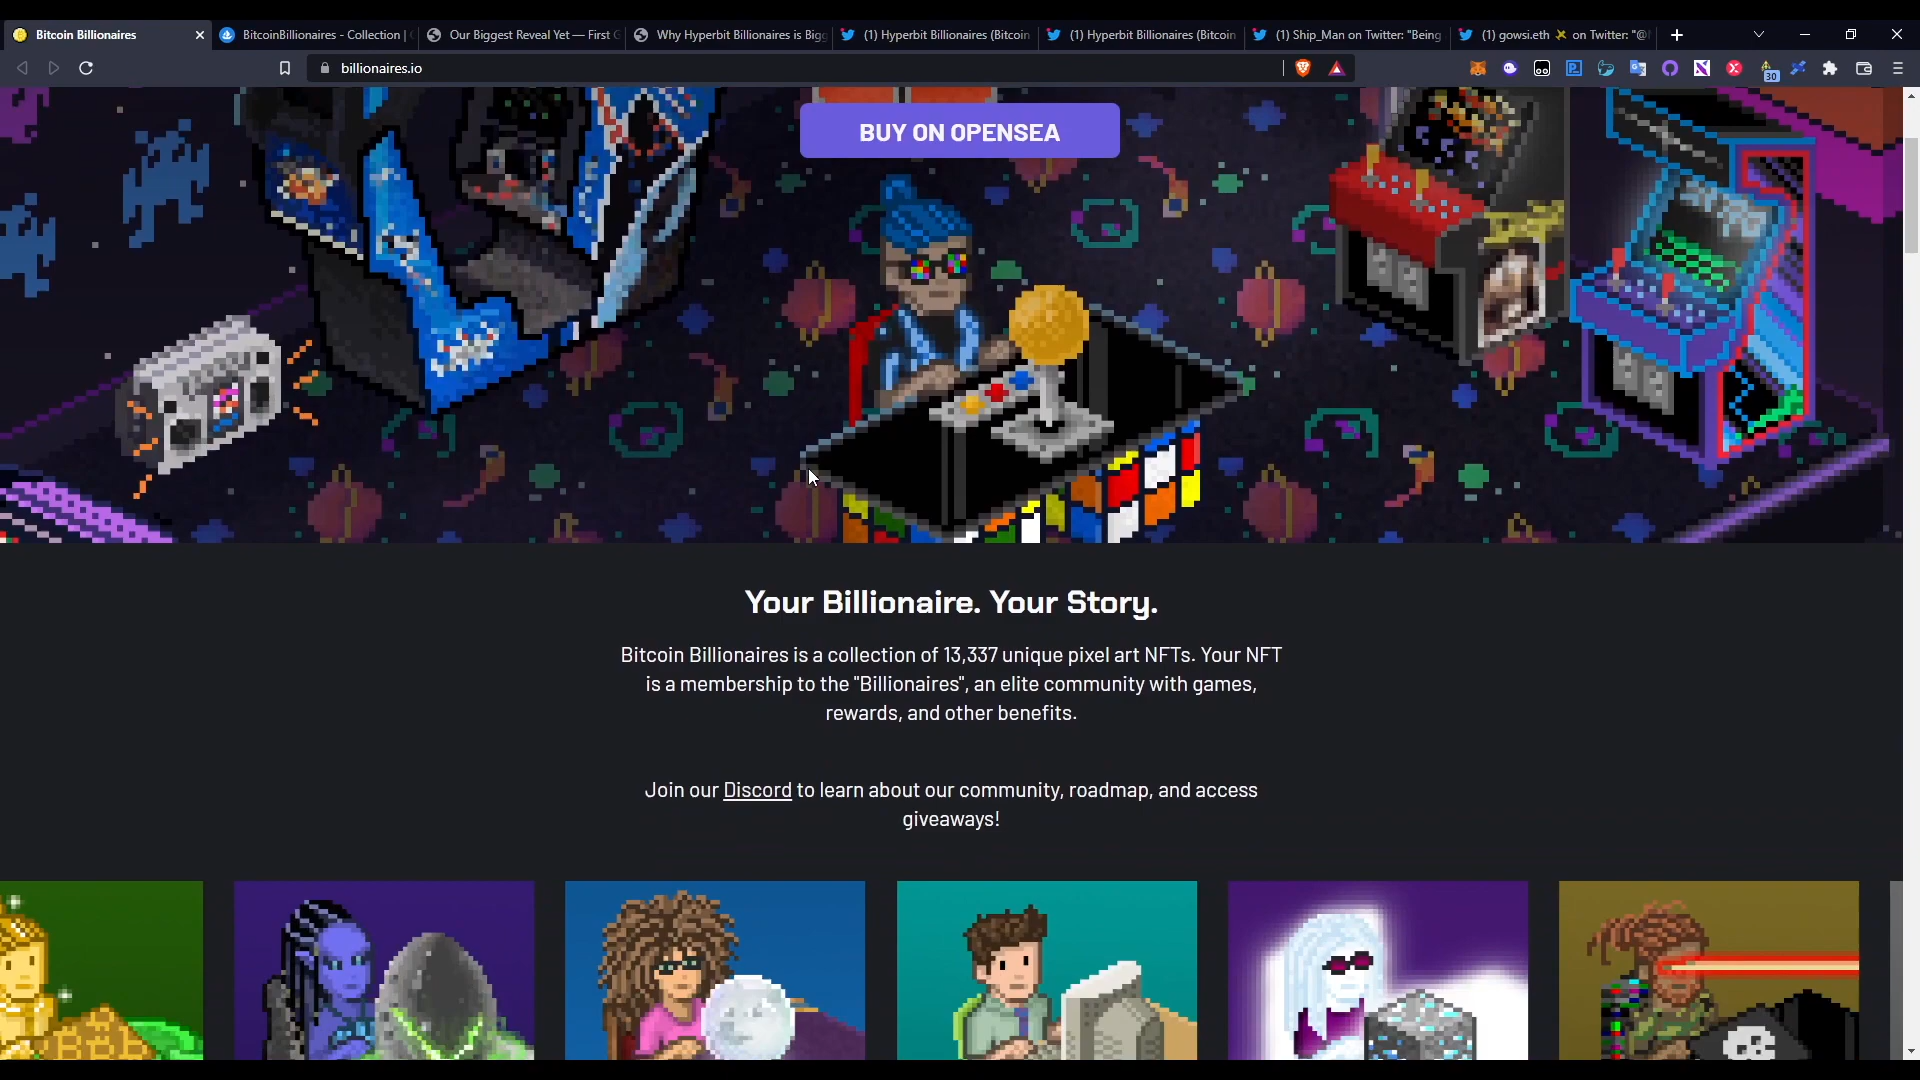 Bitcoin Billionaires
BitcoinBillionaires - Collection |
Our Biggest Reveal Yet — First
Why Hyperbit Billionaires is Bigg
(1) Hyperbit Billionaires (Bitcoin
(1) Hyperbit Billionaires (Bitcoin
(1) Ship_Man on Twitter: "Being
(1) gowsi.eth on Twitter: "@
billionaires.io
30
BUY ON OPENSEA
Your Billionaire. Your Story.
Bitcoin Billionaires is a collection of 13,337 unique pixel art NFTs. Your NFT
is a membership to the "Billionaires", an elite community with games,
rewards, and other benefits.
Join our Discord to learn about our community, roadmap, and access
giveaways!